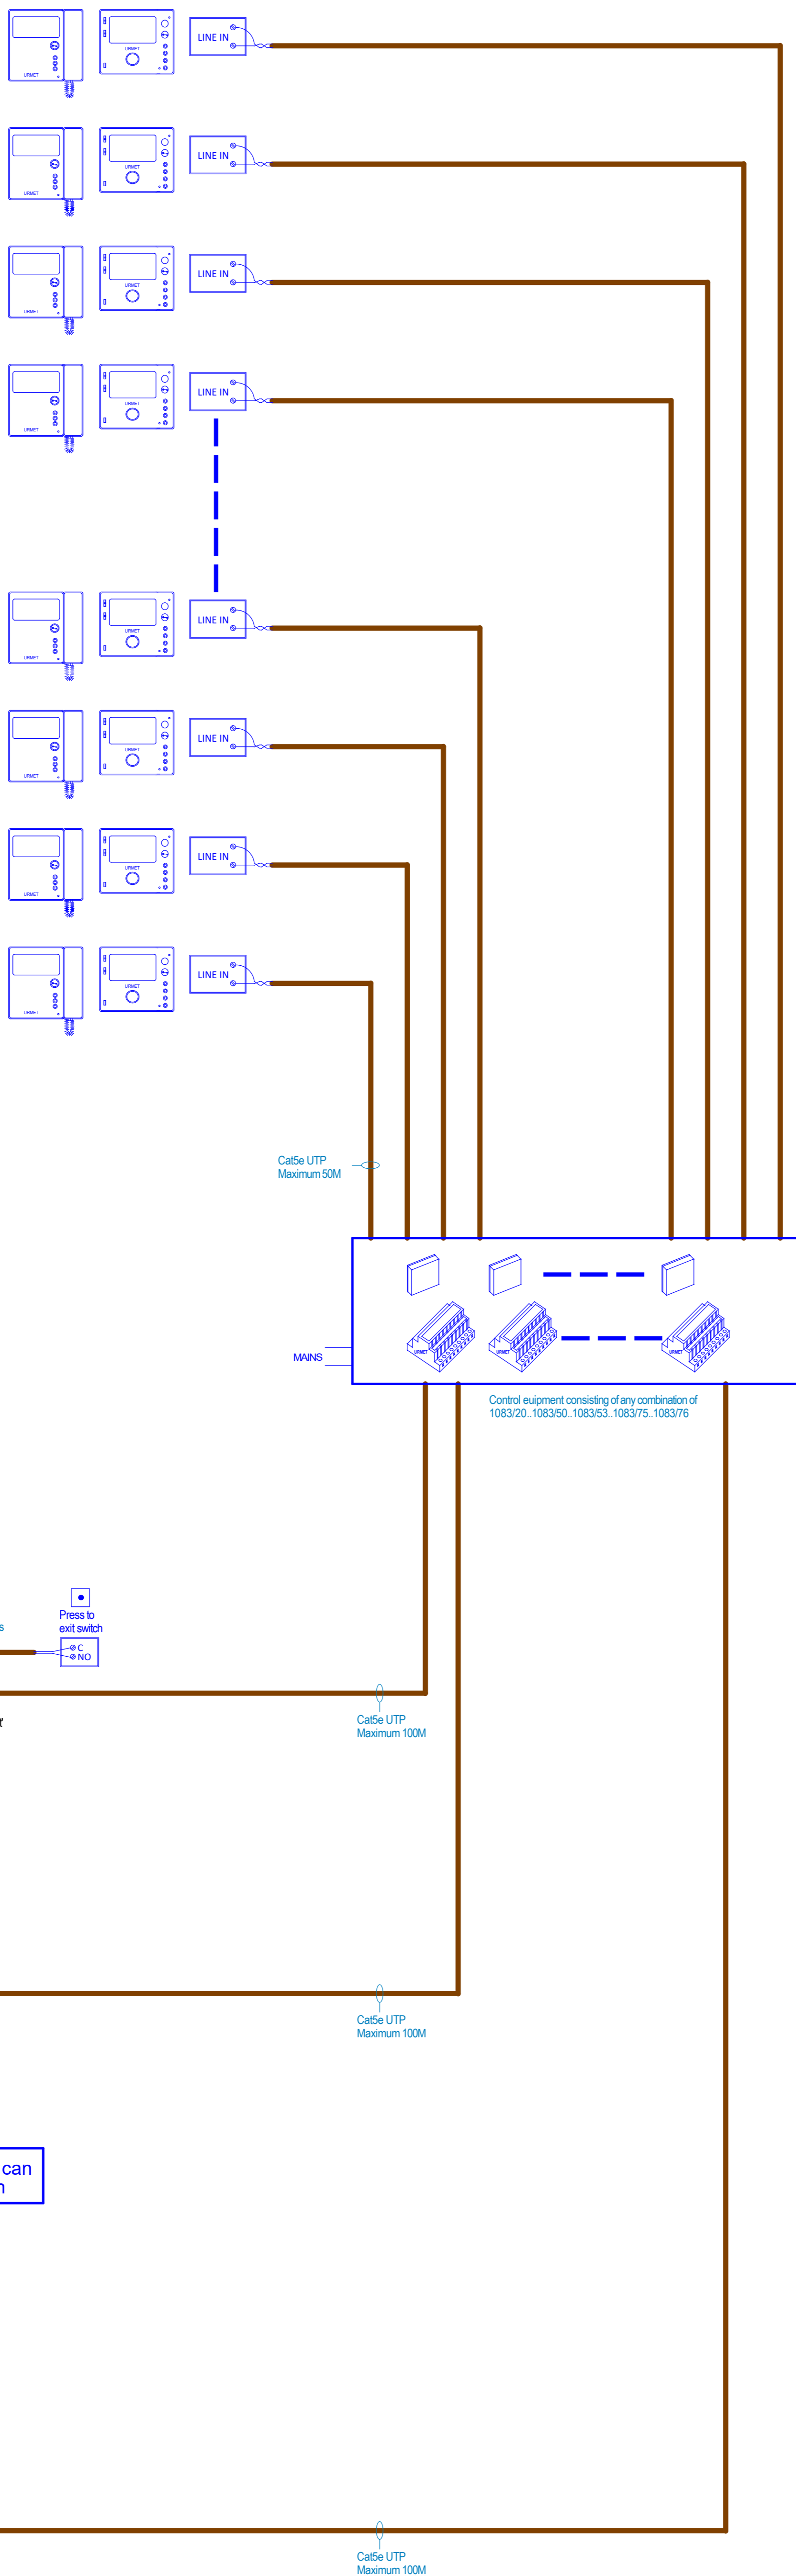 URMET
URMET
LINE IN
URMET
URMET
LINE IN
URMET
URMET
LINE IN
URMET
URMET
LINE IN
URMET
URMET
LINE IN
URMET
URMET
LINE IN
URMET
URMET
LINE IN
URMET
URMET
LINE IN
Cat5e UTP
Maximum 50M
MAINS
URMET
URMET
URMET
Control euipment consisting of any combination of
1083/20..1083/50..1083/53..1083/75..1083/76
Press to
exit switch
s
C
NO
Cat5e UTP
Maximum 100M
Cat5e UTP
Maximum 100M
can
Cat5e UTP
Maximum 100M